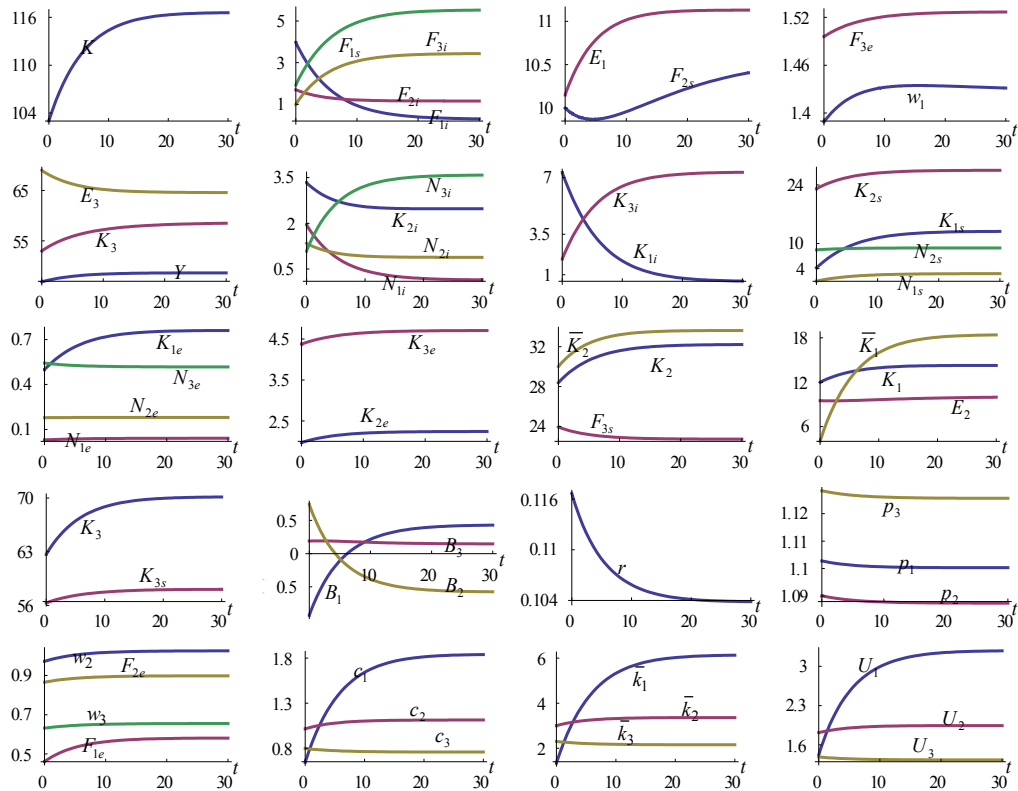 116
K
110
104
0 10 20 30 t
5
F1s
F3i
3
F2i
1
F1i
0 10 20 30 t
11
E1
10.5
F2s
10
0 10 20 30 t
1.52
F3e
1.46
w1
1.4
0 10 20 30 t
65
E3
55
K3
Y
0 10 20 30 t
3.5
N3i
K2i
2
N2i
0.5
N1i
0 10 20 30 t
7
K3i
3.5
K1i
1
0 10 20 30 t
24
K2s
K1s
10
N2s
4
N1s
0 10 20 30 t
0.7
K1e
0.4
N3e
N2e
0.1
N1e
0 10 20 30 t
4.5
K3e
3.5
K2e
2.5
0 10 20 30 t
K̅2
32
K2
28
F3s
24
0 10 20 30 t
18
K̅1
12
K1
E2
6
0 10 20 30 t
70
K3
63
K3s
56
0 10 20 30 t
0.5
B3
0
10 20 30 t
0.5
B1
B2
0.116
0.11
r
0.104
0 10 20 30 t
1.12
p3
1.11
1.1
p1
1.09
p2
0 10 20 30 t
w2
0.9
F2e
0.7
w3
0.5
F1e
0 10 20 30 t
1.8
c1
1.3
c2
0.8
c3
0 10 20 30 t
6
k̅1
4
k̅2
2
k̅3
0 10 20 30 t
3
U1
2.3
U2
1.6
U3
0 10 20 30 t